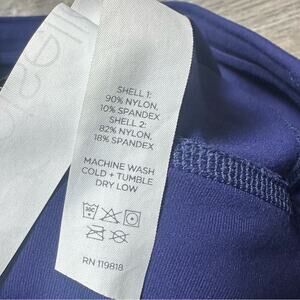 SHELL 1:
90% NYLON,
10% SPANDEX
SHELL 2:
82% NYLON,
18% SPANDEX
MACHINE WASH
COLD + TUMBLE
DRY LOW
30C
RN 119818